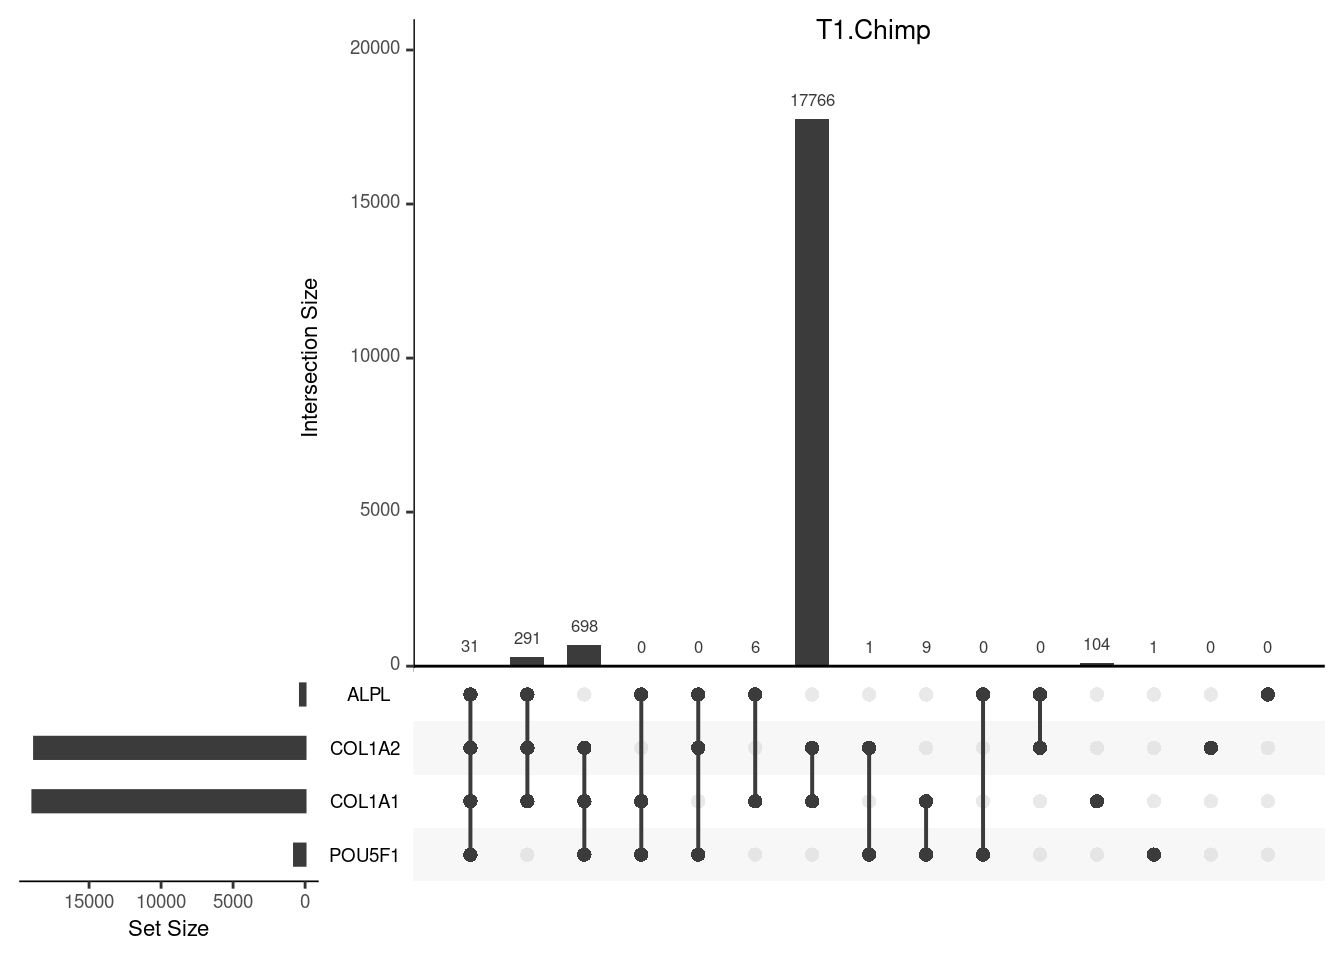 T1.Chimp
20000
15000
10000
5000
0
Intersection Size
17766
31 291 698 0 0 6 1 9 0 0 104 1 0 0
ALPL
COL1A2
COL1A1
POU5F1
15000 10000 5000 0
Set Size